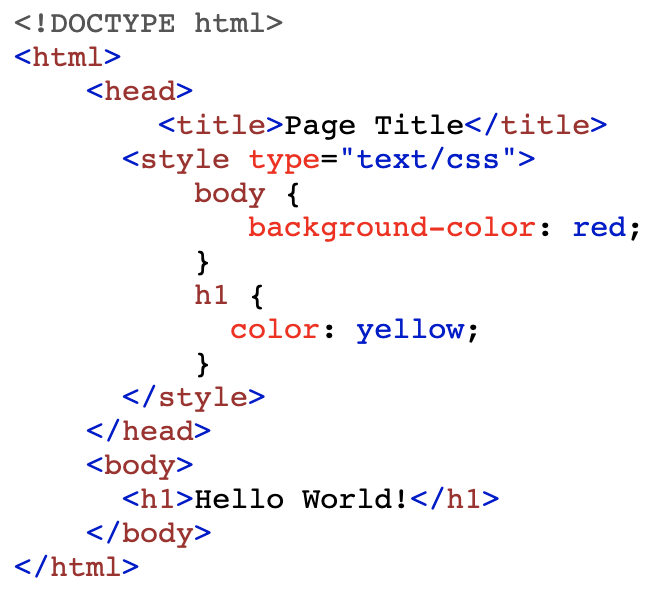 <!DOCTYPE html>
<html>
    <head>
        <title>Page Title</title>
      <style type="text/css">
          body {
             background-color: red;
          }
          h1 {
            color: yellow;
          }
      </style>
    </head>
    <body>
      <h1>Hello World!</h1>
    </body>
</html>